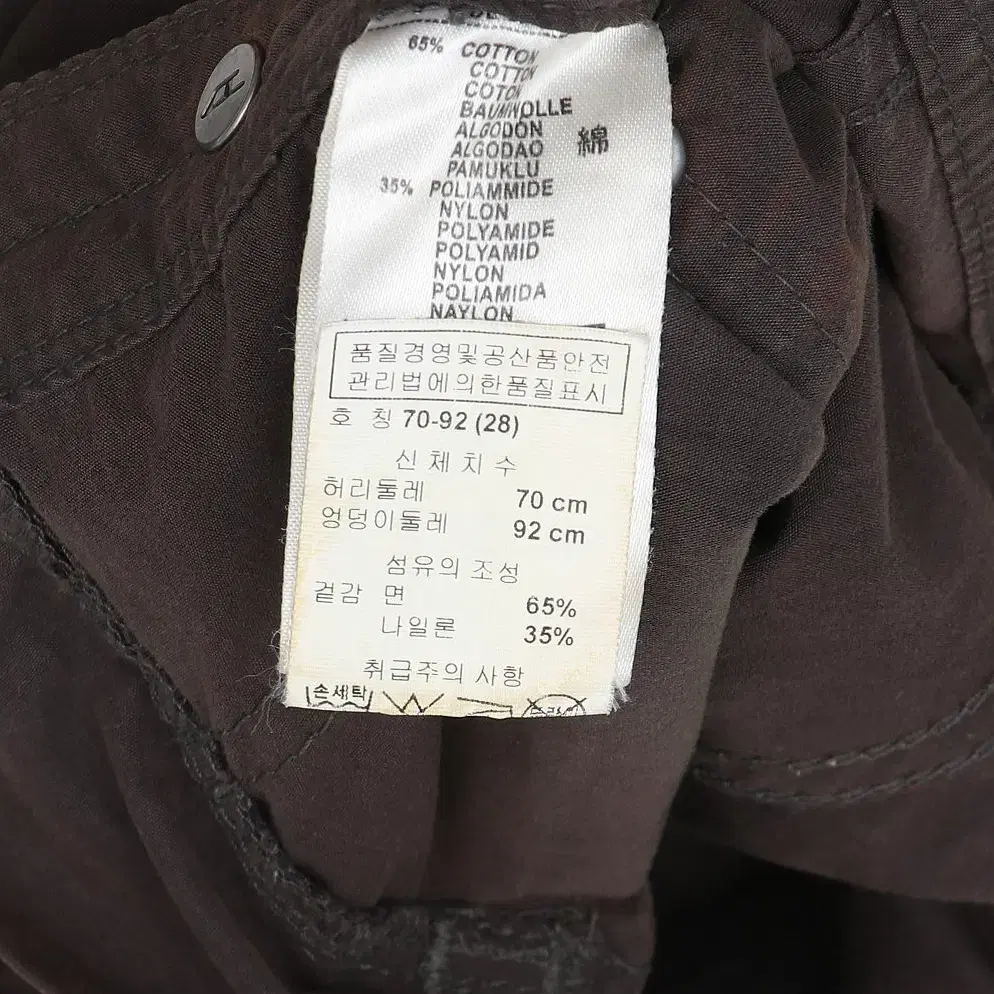 65% COTTON
COTTON
COTON
BAUMWOLLE
ALGODÓN
ALGODAO 綿
PAMUKLU
35% POLIAMMIDE
NYLON
POLYAMIDE
POLYAMID
NYLON
POLIAMIDA
NAYLON
품질경영및공산품안전
관리법에의한품질표시
호 칭 70-92 (28)
신 체 치 수
허리둘레 70 cm
엉덩이둘레 92 cm
섬유의 조성
겉감 면 65%
나일론 35%
취급주의 사항
손세탁